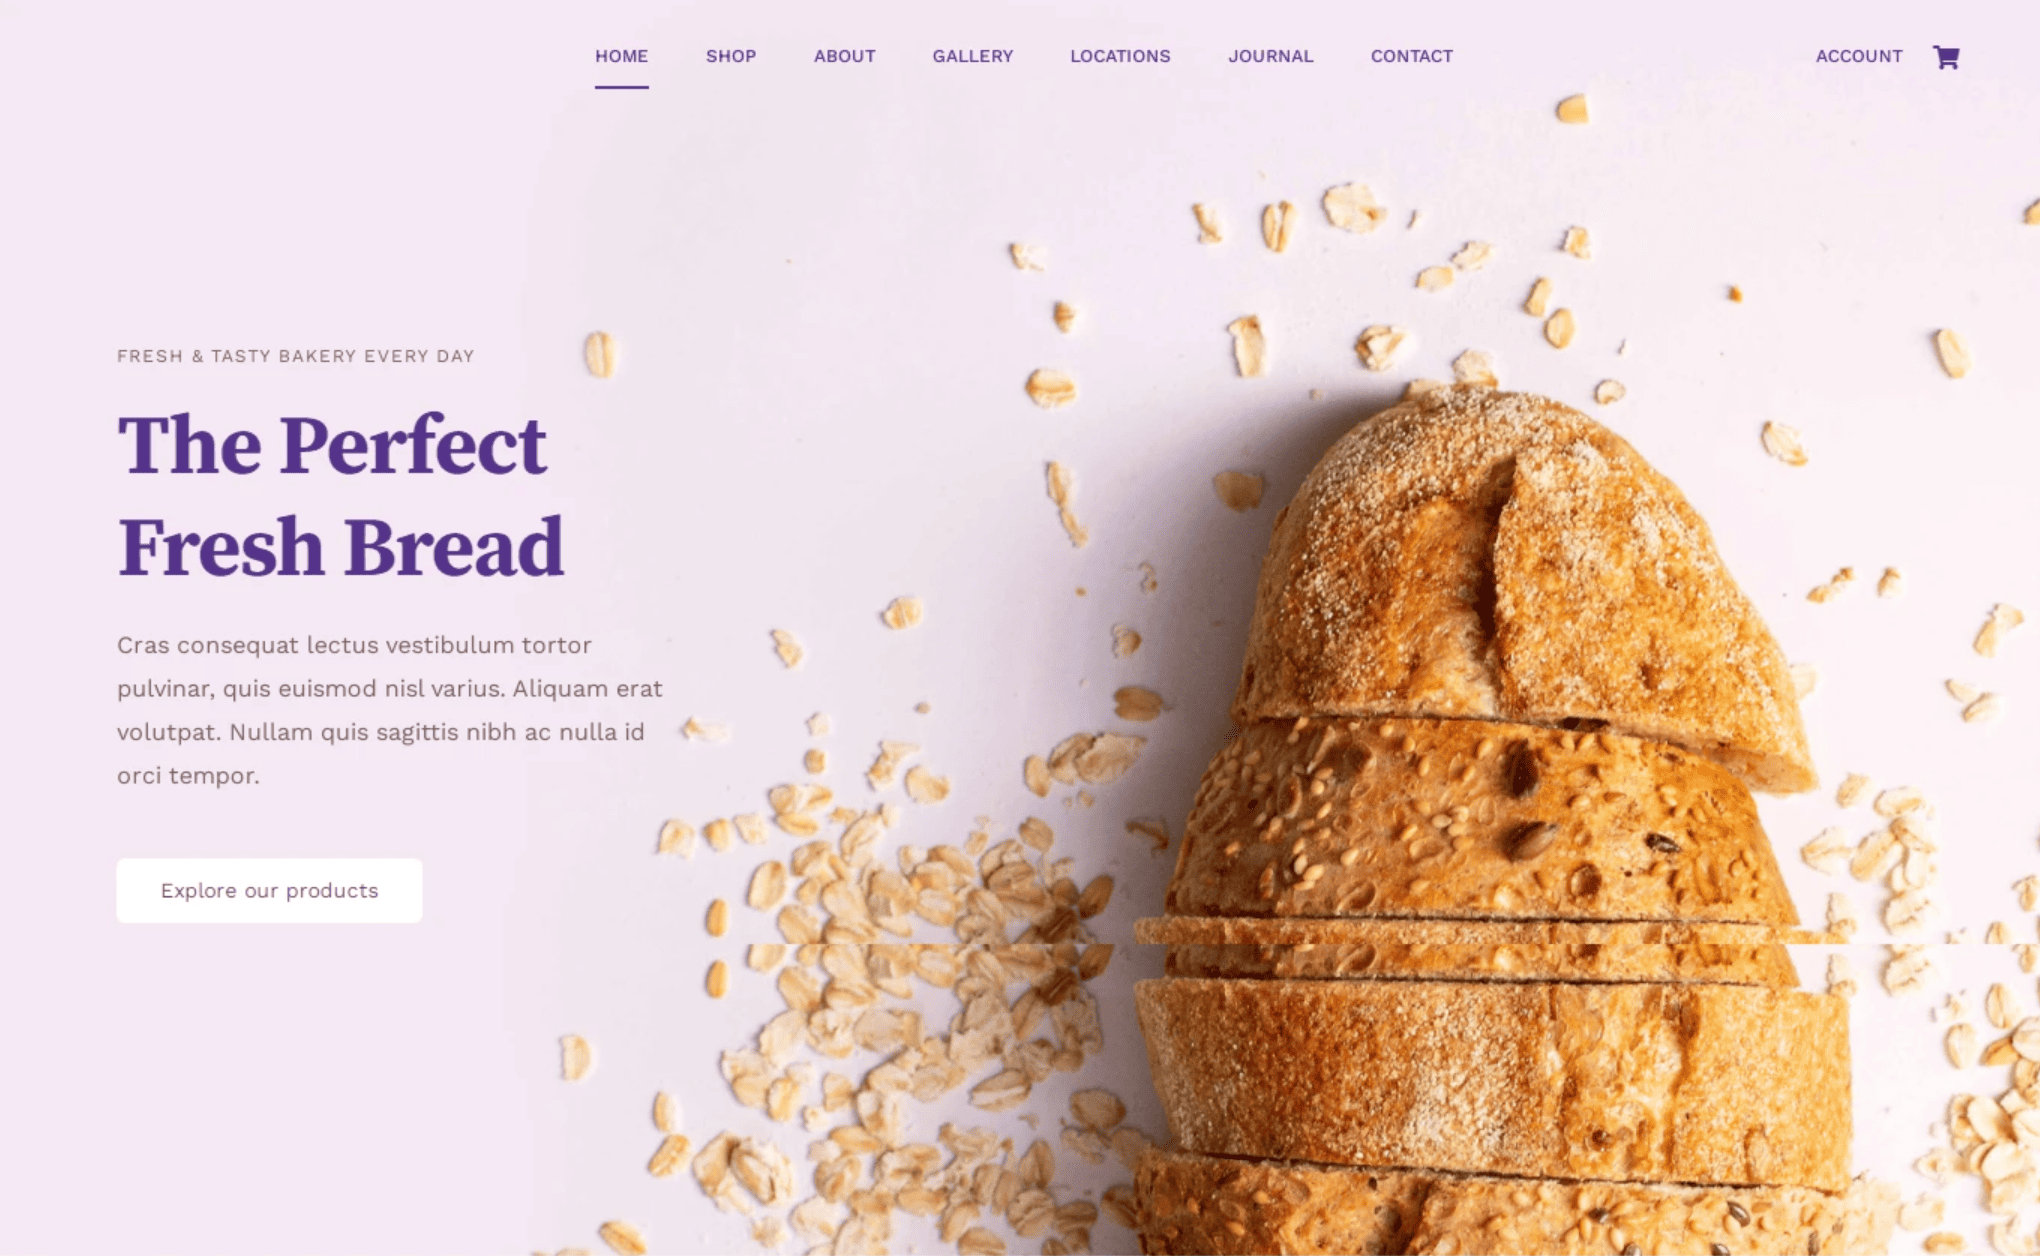 HOME SHOP ABOUT GALLERY LOCATIONS JOURNAL CONTACT ACCOUNT
FRESH & TASTY BAKERY EVERY DAY
The Perfect
Fresh Bread
Cras consequat lectus vestibulum tortor
pulvinar, quis euismod nisl varius. Aliquam erat
volutpat. Nullam quis sagittis nibh ac nulla id
orci tempor.
Explore our products